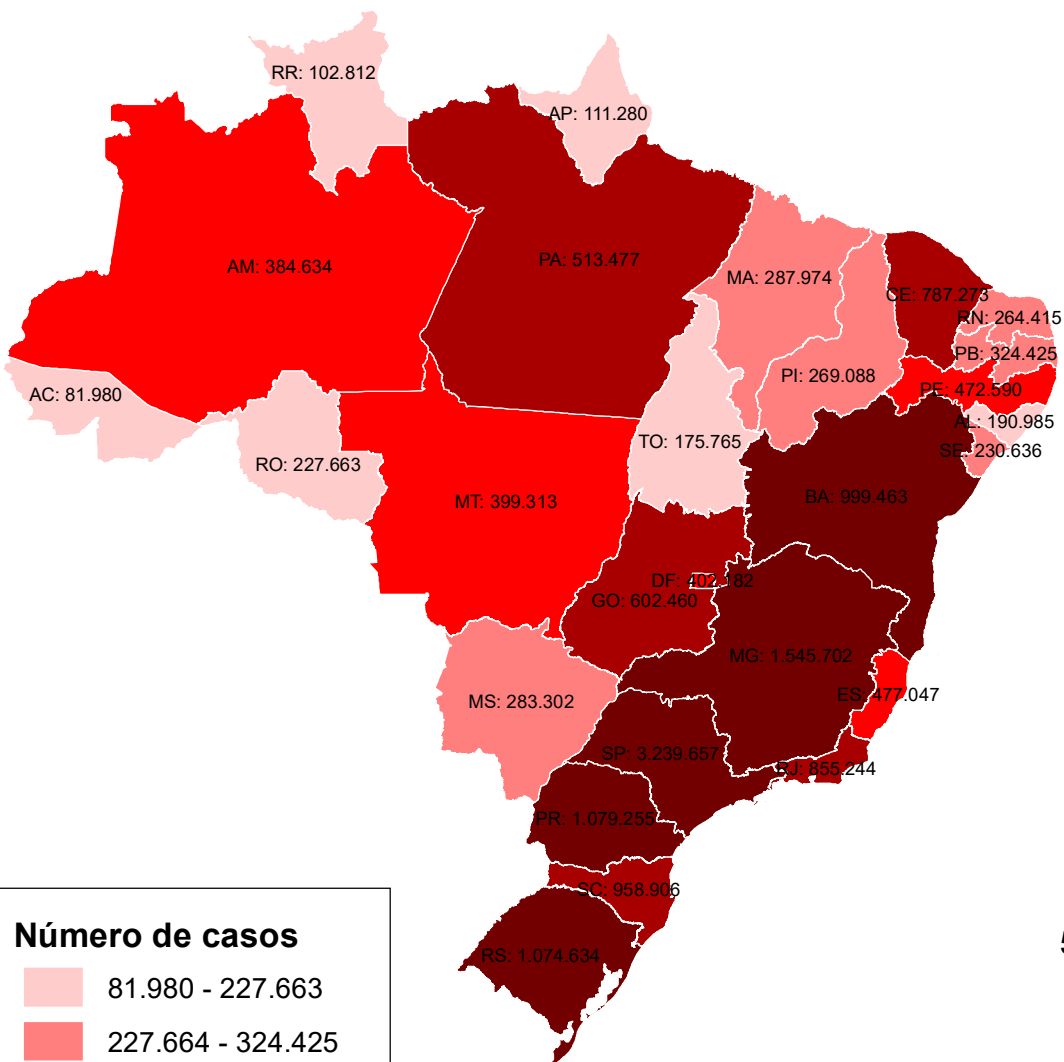 RR: 102.812
AP: 111.280
AM: 384.634
PA: 513.477
MA: 287.974
CE: 787.273
RN: 264.415
PB: 324.425
PI: 269.088
PE: 472.590
AC: 81.980
AL: 190.985
TO: 175.765
SE: 230.636
RO: 227.663
BA: 999.463
MT: 399.313
DF: 402.182
GO: 602.460
MG: 1.545.702
ES: 477.047
MS: 283.302
SP: 3.239.657
RJ: 855.244
PR: 1.079.255
SC: 958.906
RS: 1.074.634
Número de casos
81.980 - 227.663
227.664 - 324.425